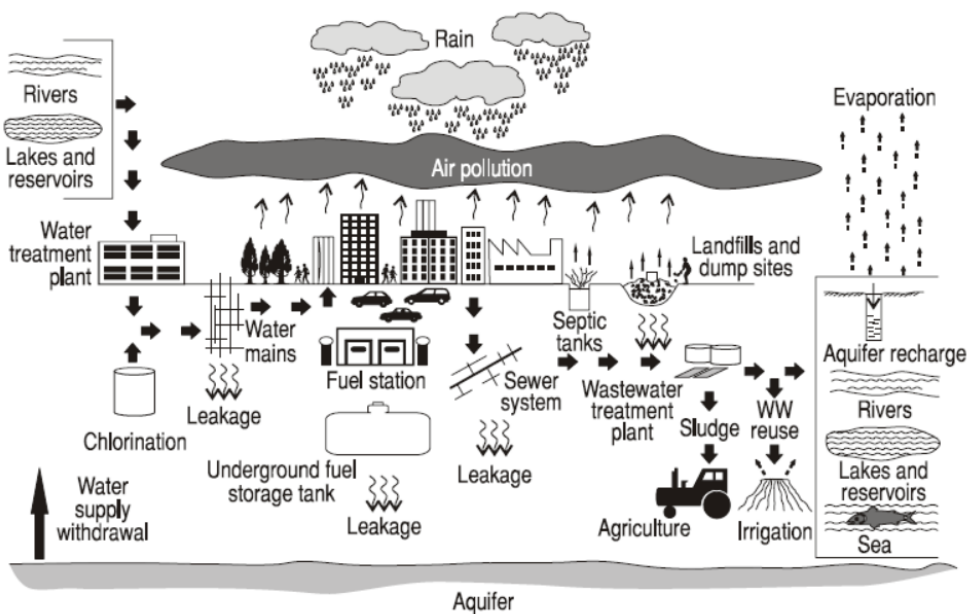 Rain
Rivers
Lakes and
reservoirs
Evaporation
Air pollution
Water
treatment
plant
Landfills and
dump sites
Water
mains
Septic
tanks
Fuel station
Sewer
system
Wastewater
treatment
plant
Sludge
WW
reuse
Aquifer recharge
Rivers
Lakes and
reservoirs
Sea
Chlorination
Leakage
Underground fuel
storage tank
Leakage
Leakage
Agriculture
Irrigation
Water
supply
withdrawal
Aquifer